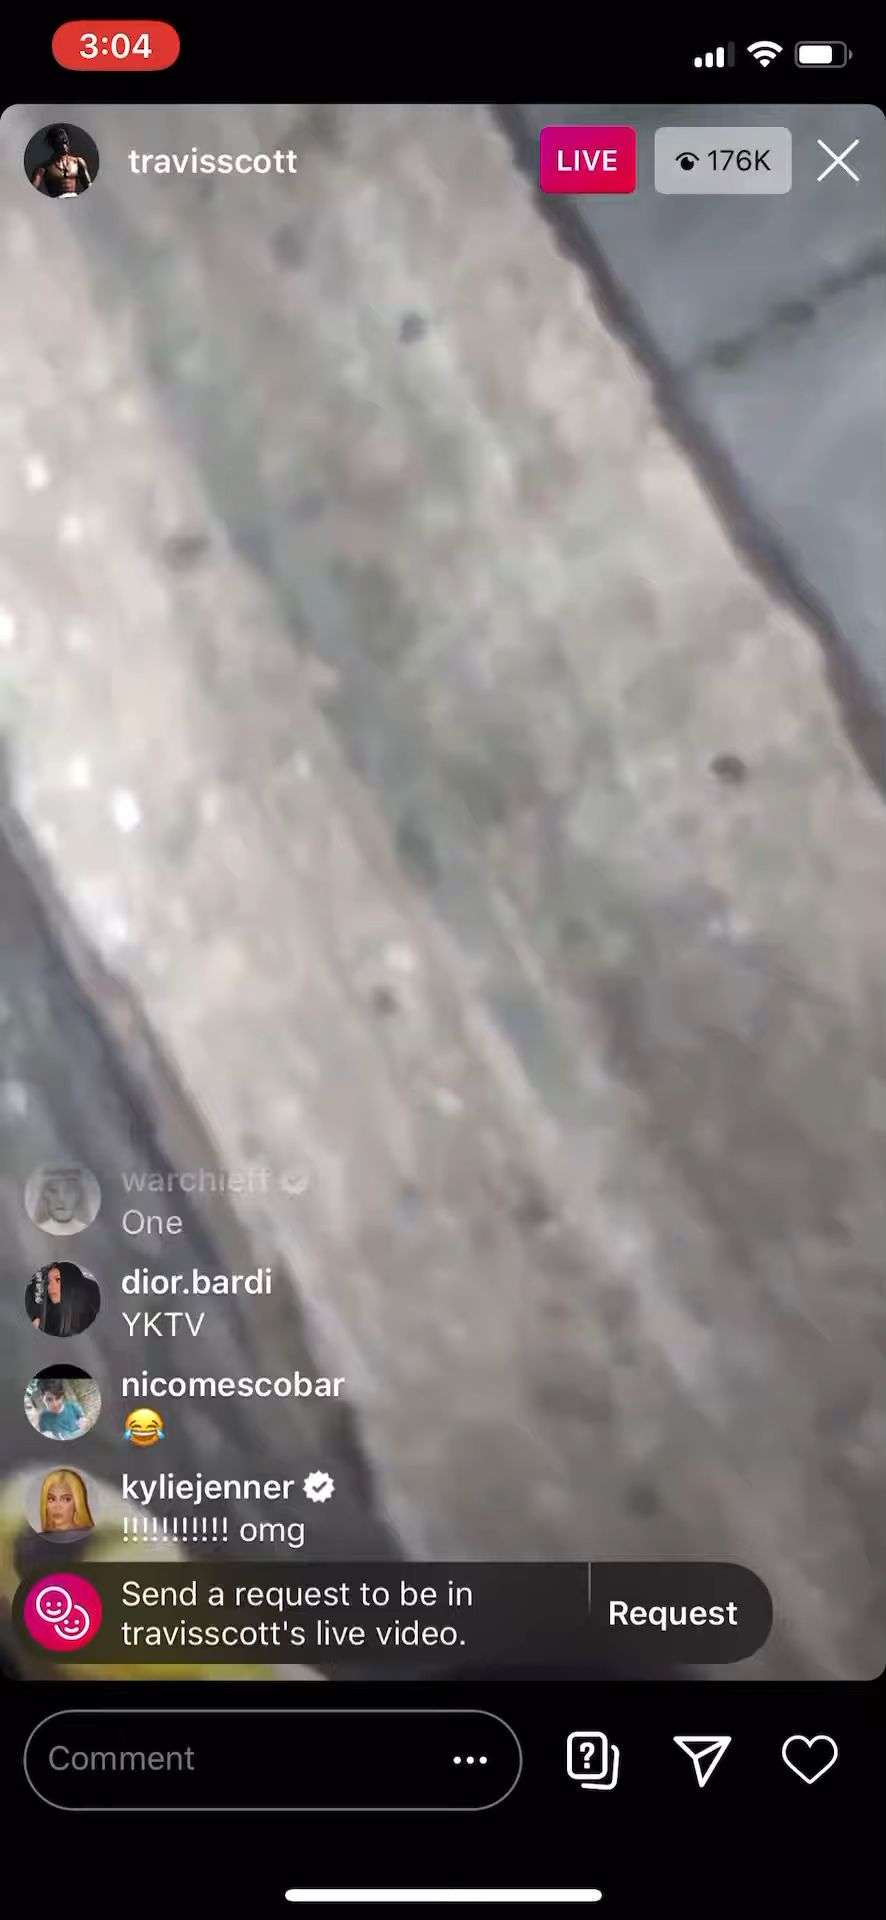 3:04
travisscott
LIVE
176K
warchieff
One
dior.bardi
YKTV
nicomescobar
😂
kyliejenner
!!!!!!!!!!! omg
Send a request to be in
travisscott's live video.
Request
Comment